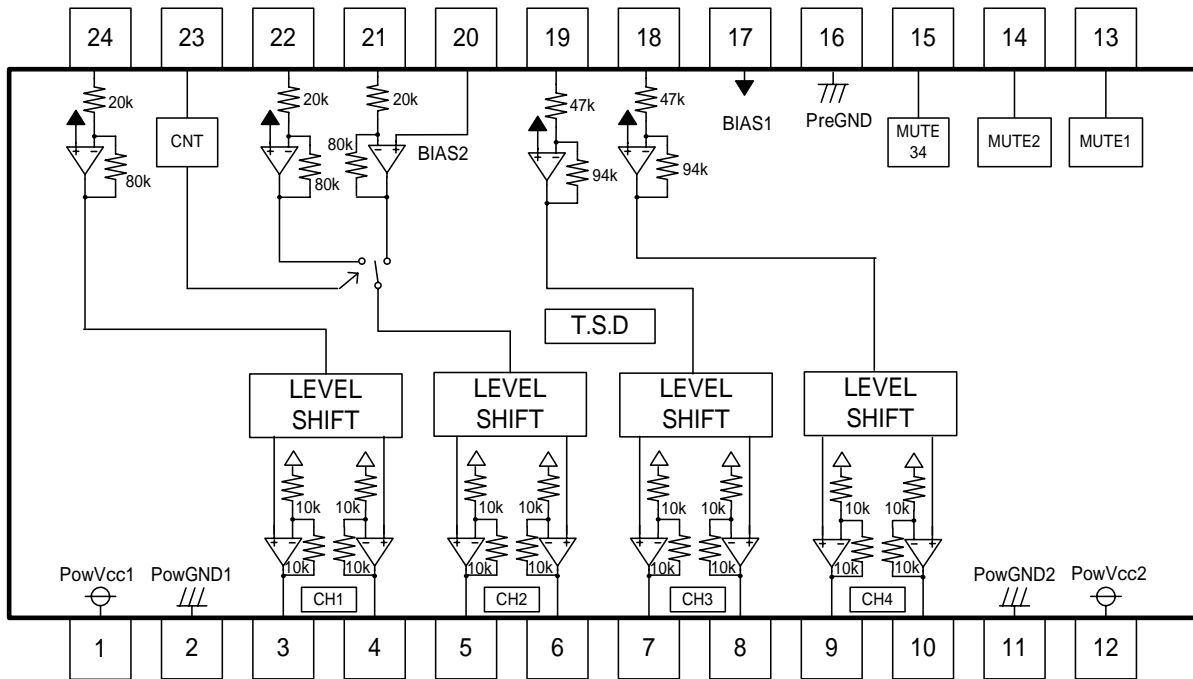 24 23 22 21 20 19 18 17 16 15 14 13
20k 20k 20k 47k 47k
BIAS1 PreGND
CNT BIAS2 MUTE 34 MUTE2 MUTE1
80k 80k 80k 94k 94k
T.S.D
LEVEL SHIFT LEVEL SHIFT LEVEL SHIFT LEVEL SHIFT
10k 10k 10k 10k 10k 10k 10k 10k
10k 10k 10k 10k 10k 10k 10k 10k
PowVcc1 PowGND1 PowGND2 PowVcc2
CH1 CH2 CH3 CH4
1 2 3 4 5 6 7 8 9 10 11 12